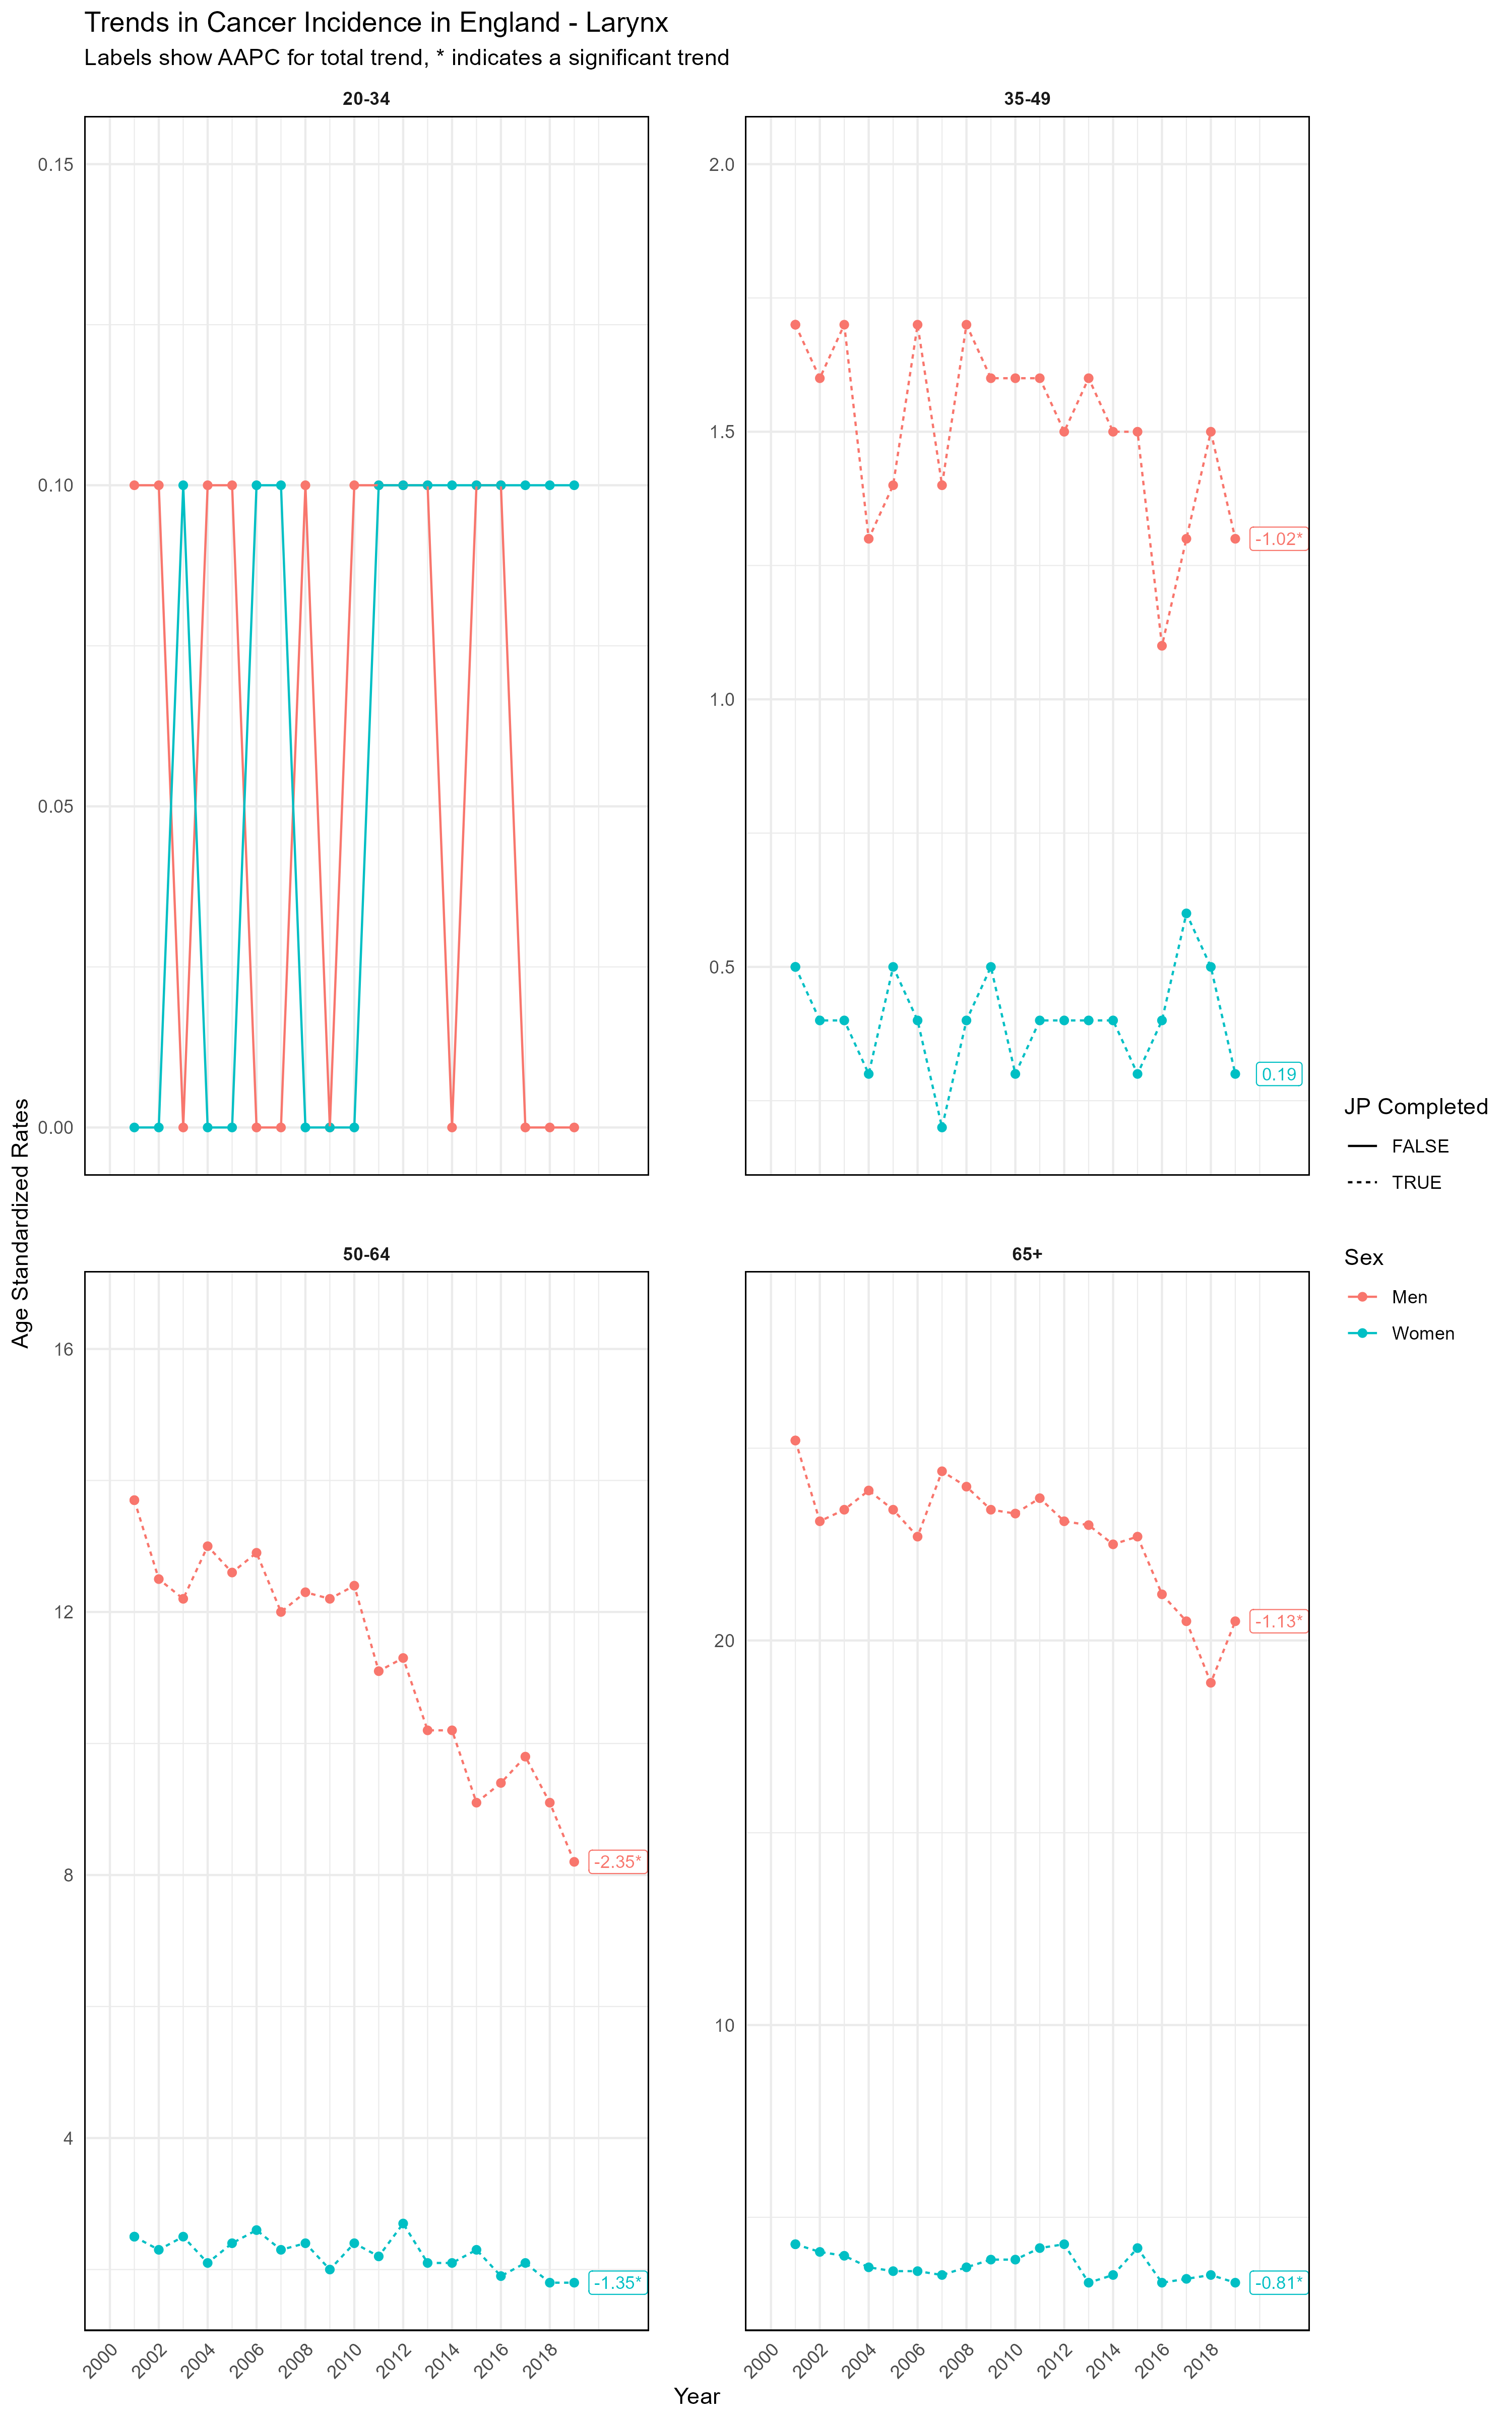 Trends in Cancer Incidence in England - Larynx
Labels show AAPC for total trend, * indicates a significant trend
20-34
35-49
0.15
0.10
0.05
0.00
2.0
1.5
1.0
0.5
-1.02*
0.19
50-64
65+
16
12
8
4
20
10
-2.35*
-1.35*
-1.13*
-0.81*
2000 2002 2004 2006 2008 2010 2012 2014 2016 2018
2000 2002 2004 2006 2008 2010 2012 2014 2016 2018
Year
Age Standardized Rates
JP Completed
FALSE
TRUE
Sex
Men
Women